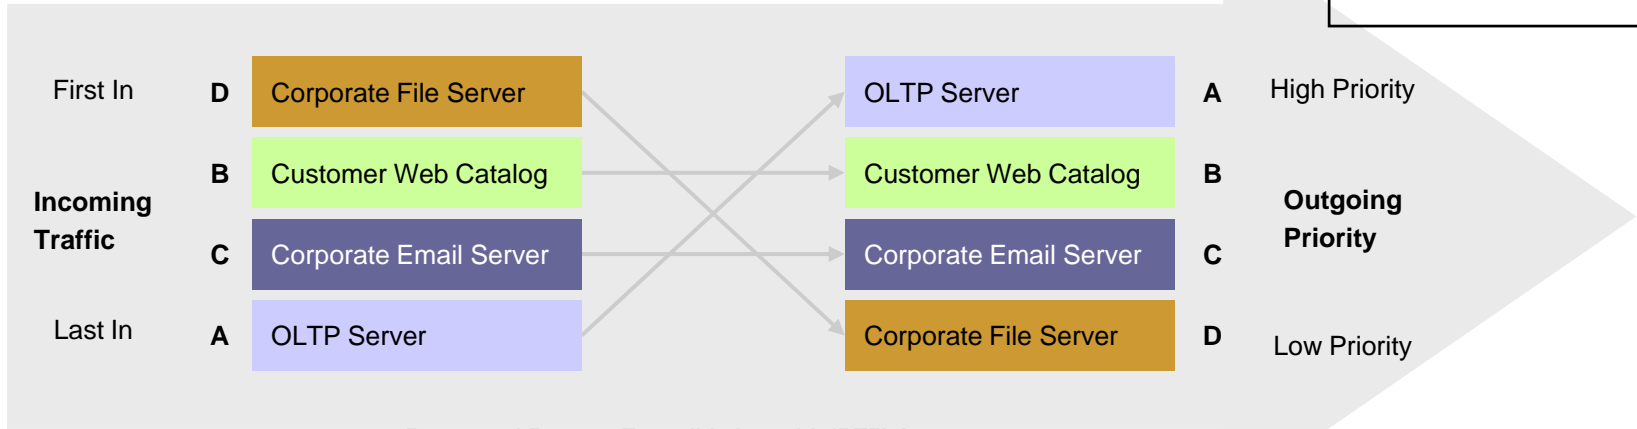 First In D Corporate File Server OLTP Server A High Priority
B Customer Web Catalog Customer Web Catalog B
Incoming
Traffic
Outgoing
Priority
C Corporate Email Server Corporate Email Server C
Last In A OLTP Server Corporate File Server D Low Priority